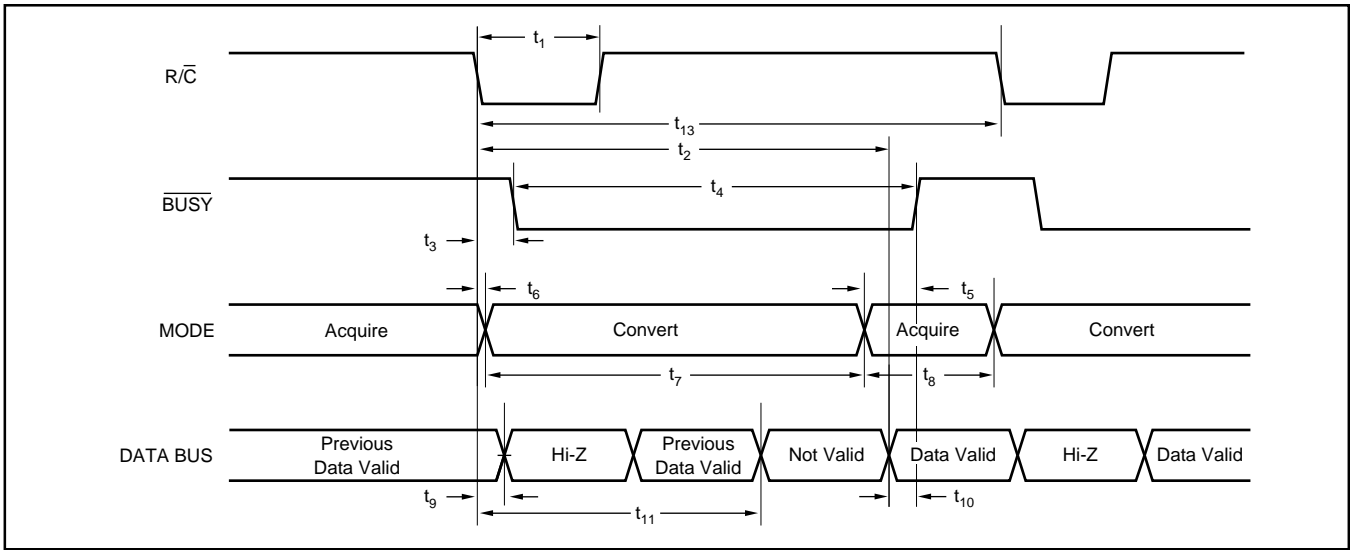 t1
R/C̅
t13
t2
B̅U̅S̅Y̅
t4
t3
t6
t5
MODE
Acquire
Convert
Acquire
Convert
t7
t8
DATA BUS
Previous
Data Valid
Hi-Z
Previous
Data Valid
Not Valid
Data Valid
Hi-Z
Data Valid
t9
t10
t11